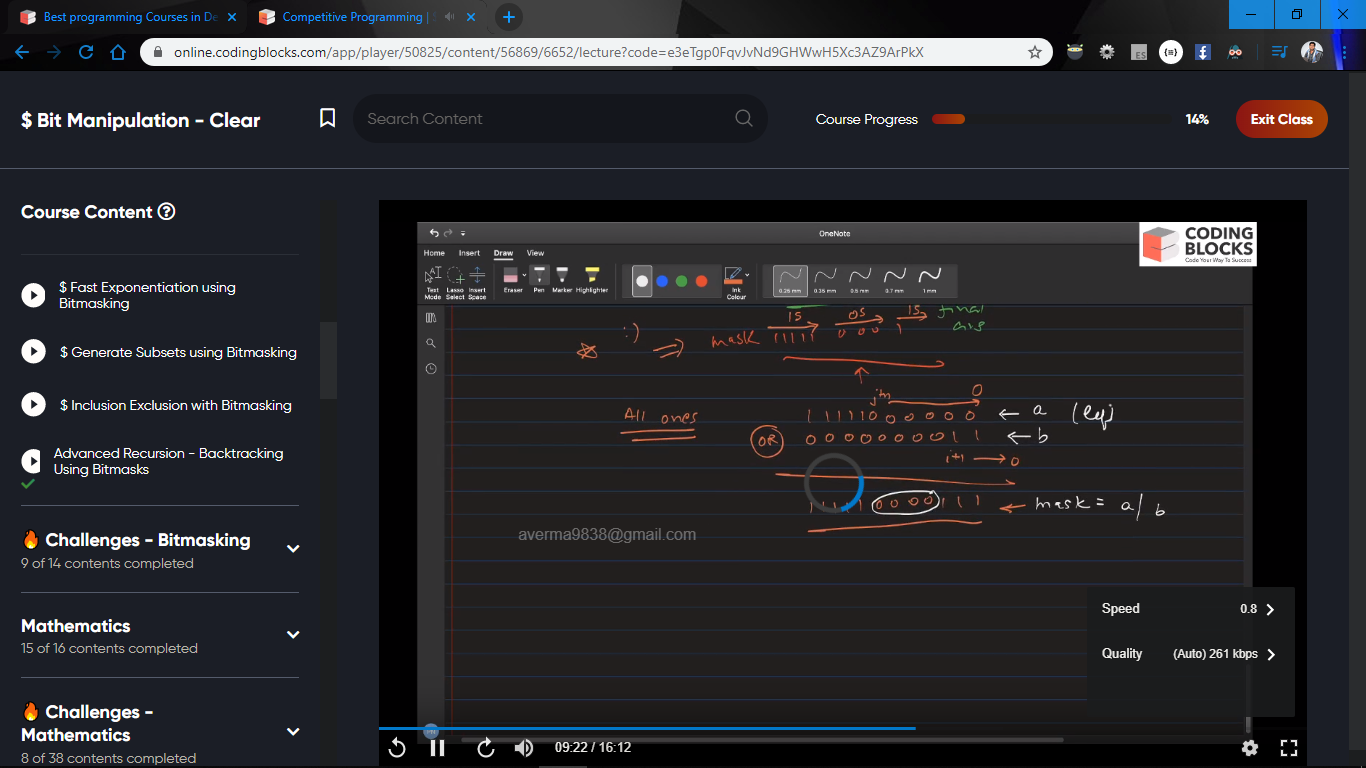 Best programming Courses in De
Competitive Programming |
online.codingblocks.com/app/player/50825/content/56869/6652/lecture?code=e3eTgp0FqvJvNd9GHWwH5Xc3AZ9ArPkX
ES
$ Bit Manipulation - Clear
Search Content
Course Progress
14%
Exit Class
Course Content
$ Fast Exponentiation using
Bitmasking
$ Generate Subsets using Bitmasking
$ Inclusion Exclusion with Bitmasking
Advanced Recursion - Backtracking
Using Bitmasks
🔥 Challenges - Bitmasking
9 of 14 contents completed
Mathematics
15 of 16 contents completed
🔥 Challenges -
Mathematics
8 of 38 contents completed
OneNote
CODING
BLOCKS
Code Your Way To Success
Home Insert Draw View
Text Mode
Lasso Select
Insert Space
Eraser
Pen
Marker
Highlighter
Ink Colour
0.25 mm
0.35 mm
0.5 mm
0.7 mm
1 mm
1s 0s 1s final
ans
:) ⇒ mask 11111 000 1
jth 0
All ones
11111000000 ← a (eq)
OR
00000000011 ← b
i+1 → 0
11111 0000 111 ← mask = a/b
averma9838@gmail.com
Speed 0.8
Quality (Auto) 261 kbps
09:22 / 16:12